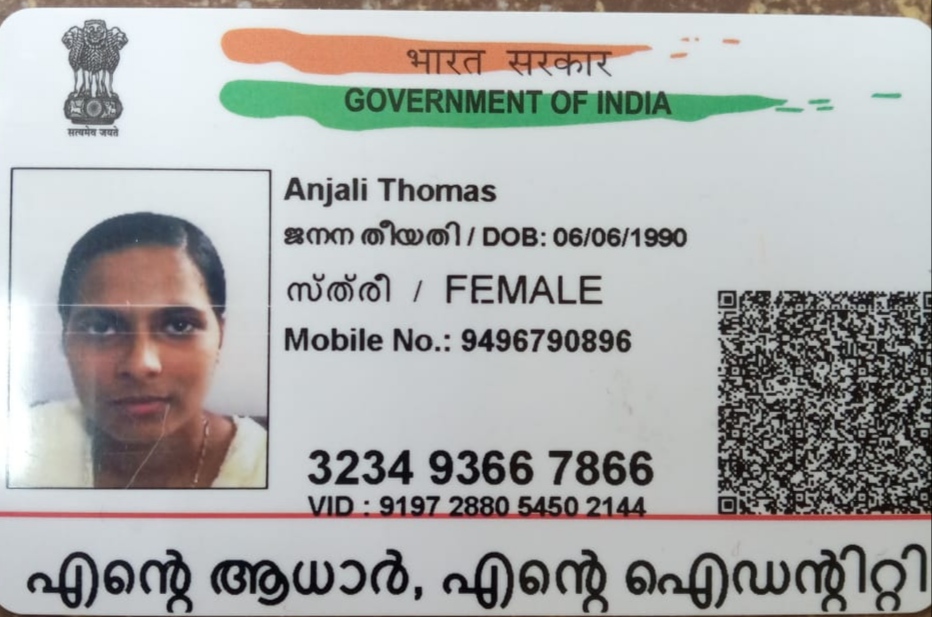 सत्यमेव जयते
भारत सरकार
GOVERNMENT OF INDIA
Anjali Thomas
ജനന തീയതി / DOB: 06/06/1990
സ്ത്രീ / FEMALE
Mobile No.: 9496790896
3234 9366 7866
VID : 9197 2880 5450 2144
എന്റെ ആധാർ, എന്റെ ഐഡന്റിറ്റി